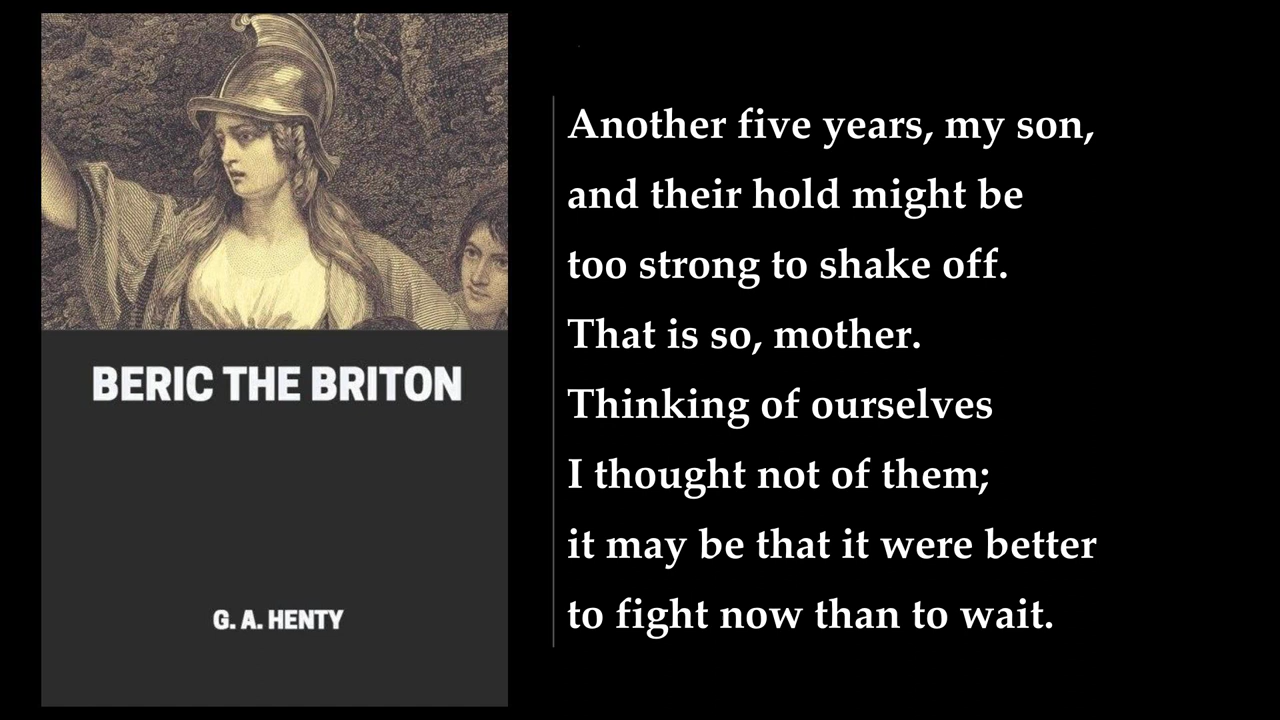 BERIC THE BRITON
G. A. HENTY
Another five years, my son,
and their hold might be
too strong to shake off.
That is so, mother.
Thinking of ourselves
I thought not of them;
it may be that it were better
to fight now than to wait.